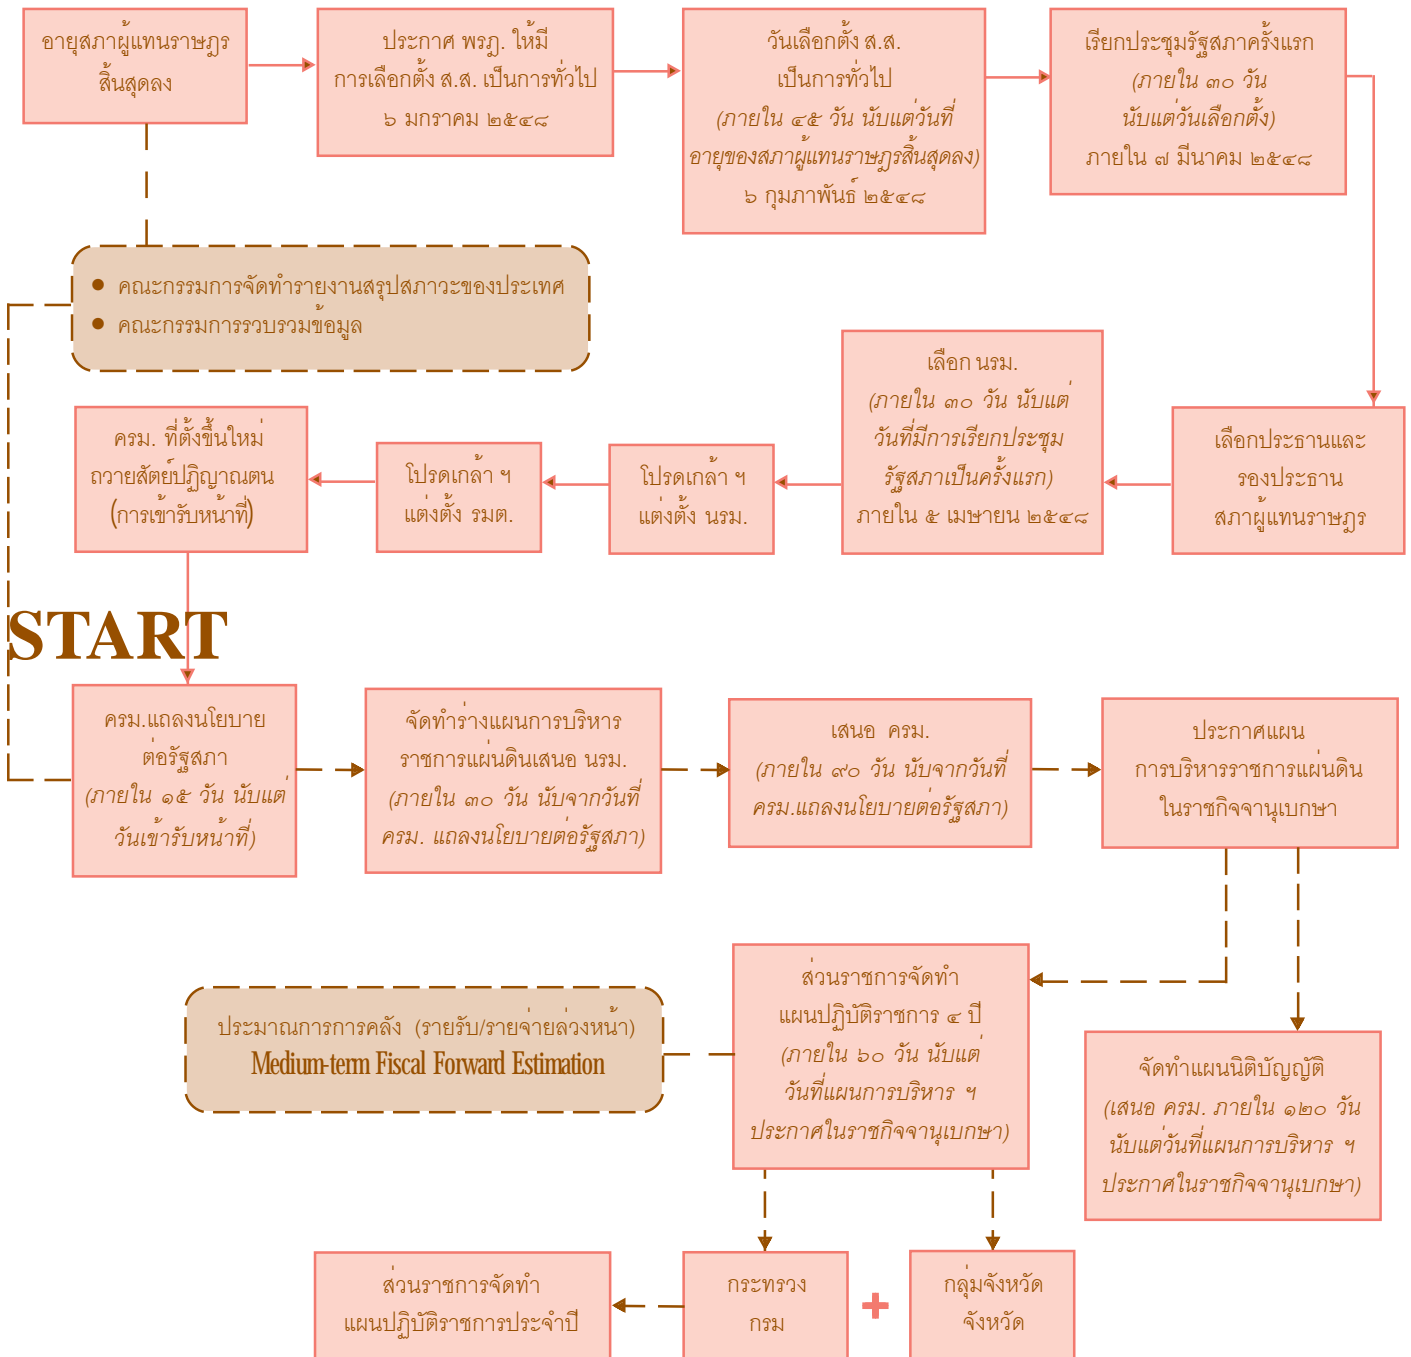 อายุสภาผู้แทนราษฎร
สิ้นสุดลง
ประกาศ พรฎ. ให้มี
การเลือกตั้ง ส.ส. เป็นการทั่วไป
๖ มกราคม ๒๕๔๘
วันเลือกตั้ง ส.ส.
เป็นการทั่วไป
(ภายใน ๔๕ วัน นับแต่วันที่
อายุของสภาผู้แทนราษฎรสิ้นสุดลง)
๖ กุมภาพันธ์ ๒๕๔๘
เรียกประชุมรัฐสภาครั้งแรก
(ภายใน ๓๐ วัน
นับแต่วันเลือกตั้ง)
ภายใน ๗ มีนาคม ๒๕๔๘
● คณะกรรมการจัดทำรายงานสรุปสภาวะของประเทศ
● คณะกรรมการรวบรวมข้อมูล
เลือกประธานและ
รองประธาน
สภาผู้แทนราษฎร
เลือก นรม.
(ภายใน ๓๐ วัน นับแต่
วันที่มีการเรียกประชุม
รัฐสภาเป็นครั้งแรก)
ภายใน ๕ เมษายน ๒๕๔๘
โปรดเกล้า ฯ
แต่งตั้ง นรม.
โปรดเกล้า ฯ
แต่งตั้ง รมต.
ครม. ที่ตั้งขึ้นใหม่
ถวายสัตย์ปฏิญาณตน
(การเข้ารับหน้าที่)
START
ครม.แถลงนโยบาย
ต่อรัฐสภา
(ภายใน ๑๕ วัน นับแต่
วันเข้ารับหน้าที่)
จัดทำร่างแผนการบริหาร
ราชการแผ่นดินเสนอ นรม.
(ภายใน ๓๐ วัน นับจากวันที่
ครม. แถลงนโยบายต่อรัฐสภา)
เสนอ ครม.
(ภายใน ๙๐ วัน นับจากวันที่
ครม.แถลงนโยบายต่อรัฐสภา)
ประกาศแผน
การบริหารราชการแผ่นดิน
ในราชกิจจานุเบกษา
ส่วนราชการจัดทำ
แผนปฏิบัติราชการ ๔ ปี
(ภายใน ๖๐ วัน นับแต่
วันที่แผนการบริหาร ฯ
ประกาศในราชกิจจานุเบกษา)
ประมาณการการคลัง (รายรับ/รายจ่ายล่วงหน้า)
Medium-term Fiscal Forward Estimation
จัดทำแผนนิติบัญญัติ
(เสนอ ครม. ภายใน ๑๒๐ วัน
นับแต่วันที่แผนการบริหาร ฯ
ประกาศในราชกิจจานุเบกษา)
ส่วนราชการจัดทำ
แผนปฏิบัติราชการประจำปี
กระทรวง
กรม
+
กลุ่มจังหวัด
จังหวัด